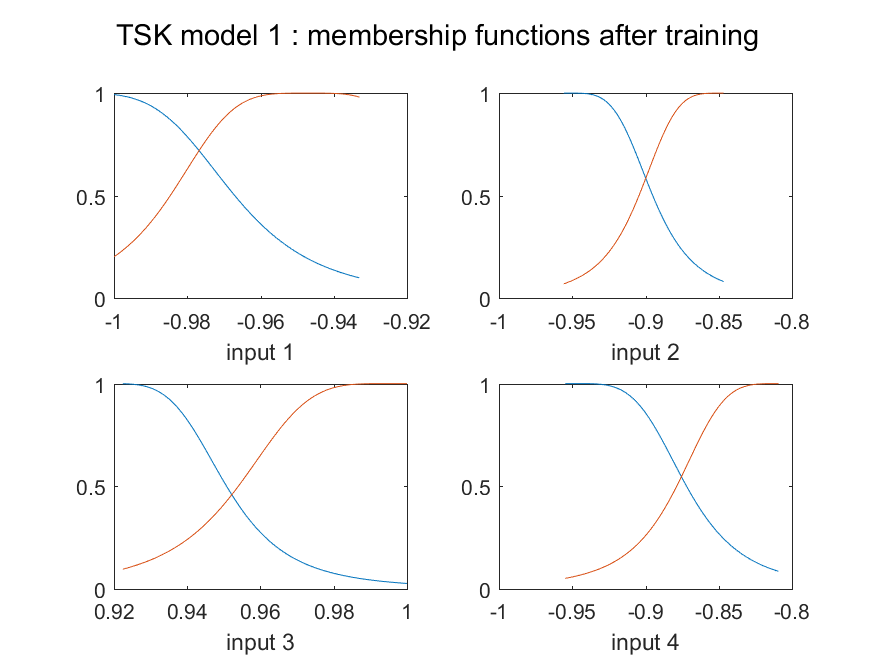 TSK model 1 : membership functions after training
1
0.5
0
-1 -0.98 -0.96 -0.94 -0.92
input 1
1
0.5
0
-1 -0.95 -0.9 -0.85 -0.8
input 2
1
0.5
0
0.92 0.94 0.96 0.98 1
input 3
1
0.5
0
-1 -0.95 -0.9 -0.85 -0.8
input 4